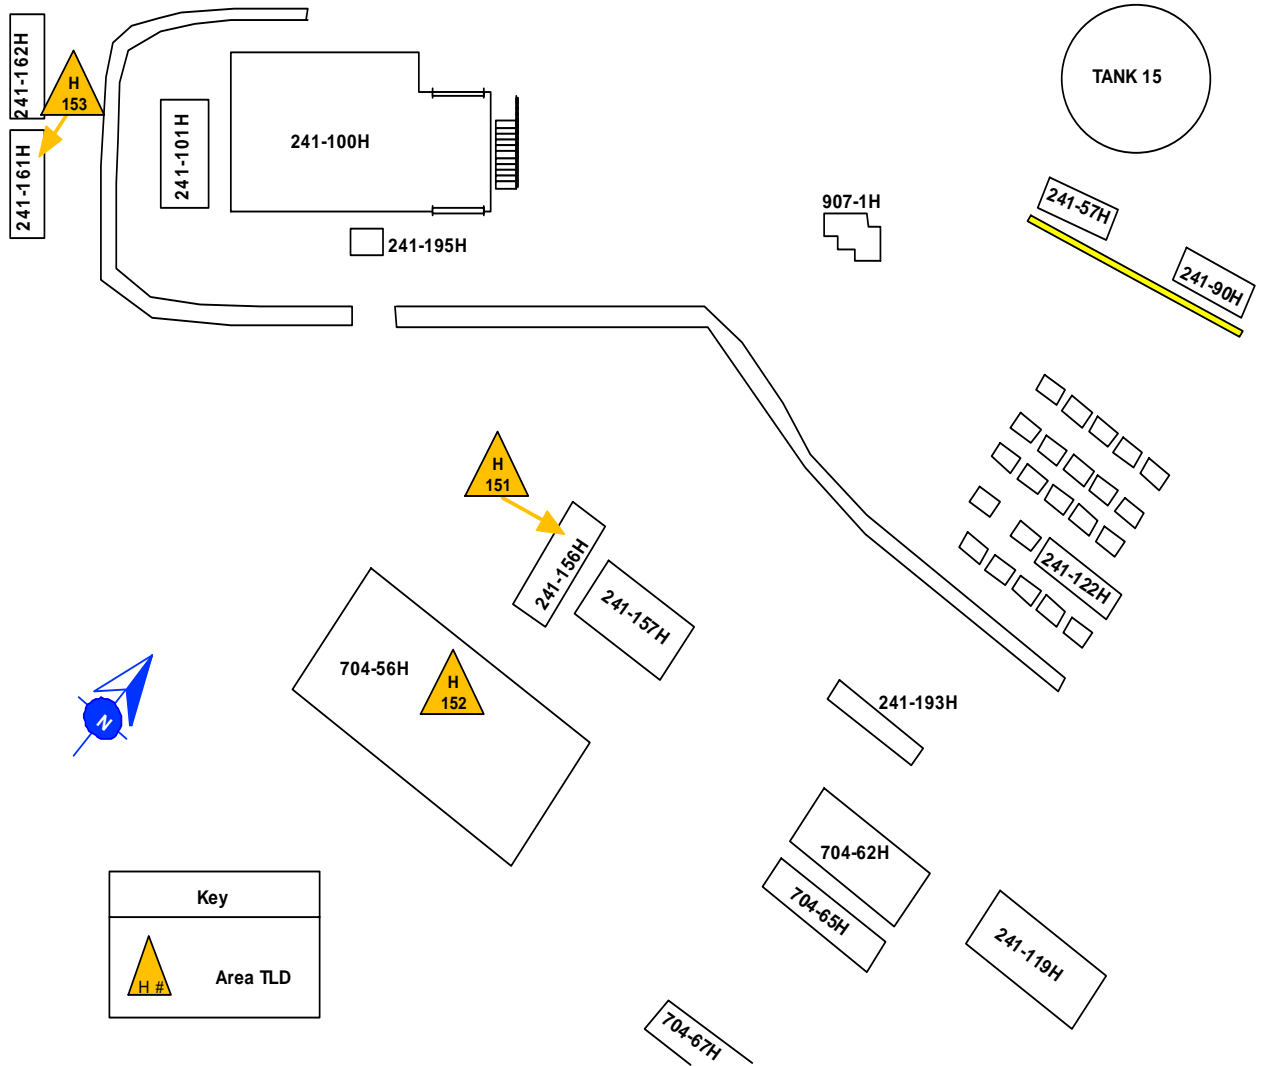 241-162H
H
153
241-161H
241-101H
241-100H
241-195H
TANK 15
907-1H
241-57H
241-90H
H
151
241-156H
241-157H
241-122H
704-56H
H
152
241-193H
N
704-62H
704-65H
241-119H
704-67H
Key
H #
Area TLD